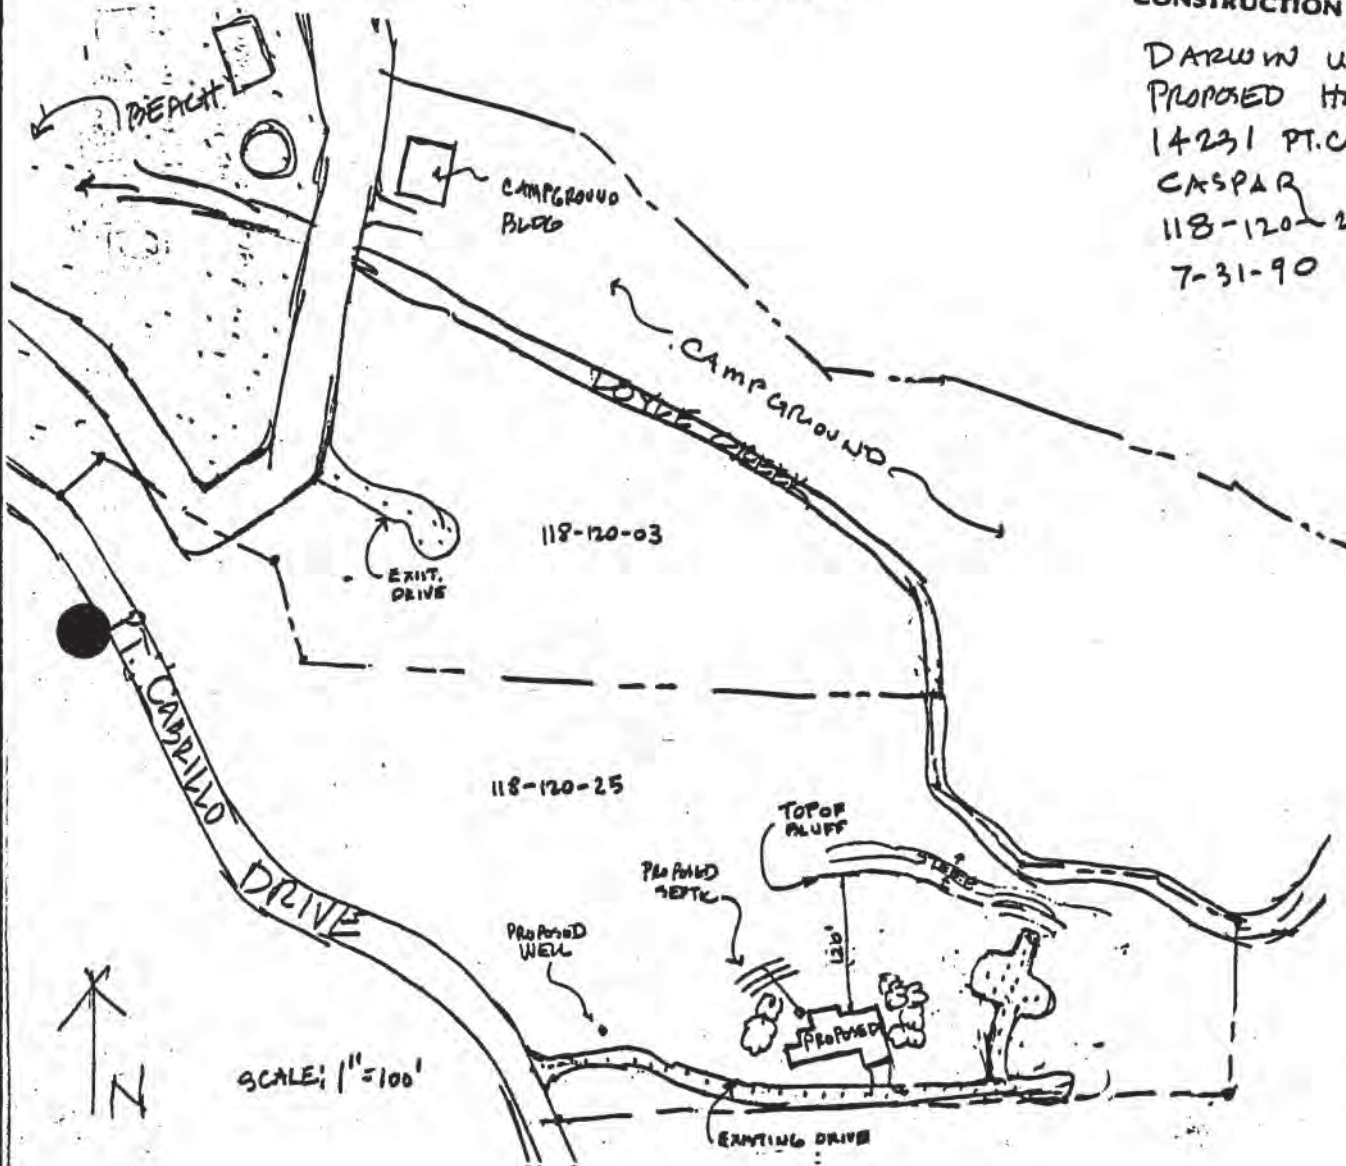 CONSTRUCTION
DARWIN
PROPOSED
14231 PT.
CASPAR
118-120-
7-31-90
BEACH
CAMPGROUND
BLDG
CAMPGROUND
DOYLE CREEK
118-120-03
EXIST.
DRIVE
PT. CABRILLO
DRIVE
118-120-25
TOP OF
BLUFF
SLOPE
PROPOSED
SEPTIC
PROPOSED
WELL
120'
PROPOSED
N
SCALE: 1"=100'
EXISTING DRIVE